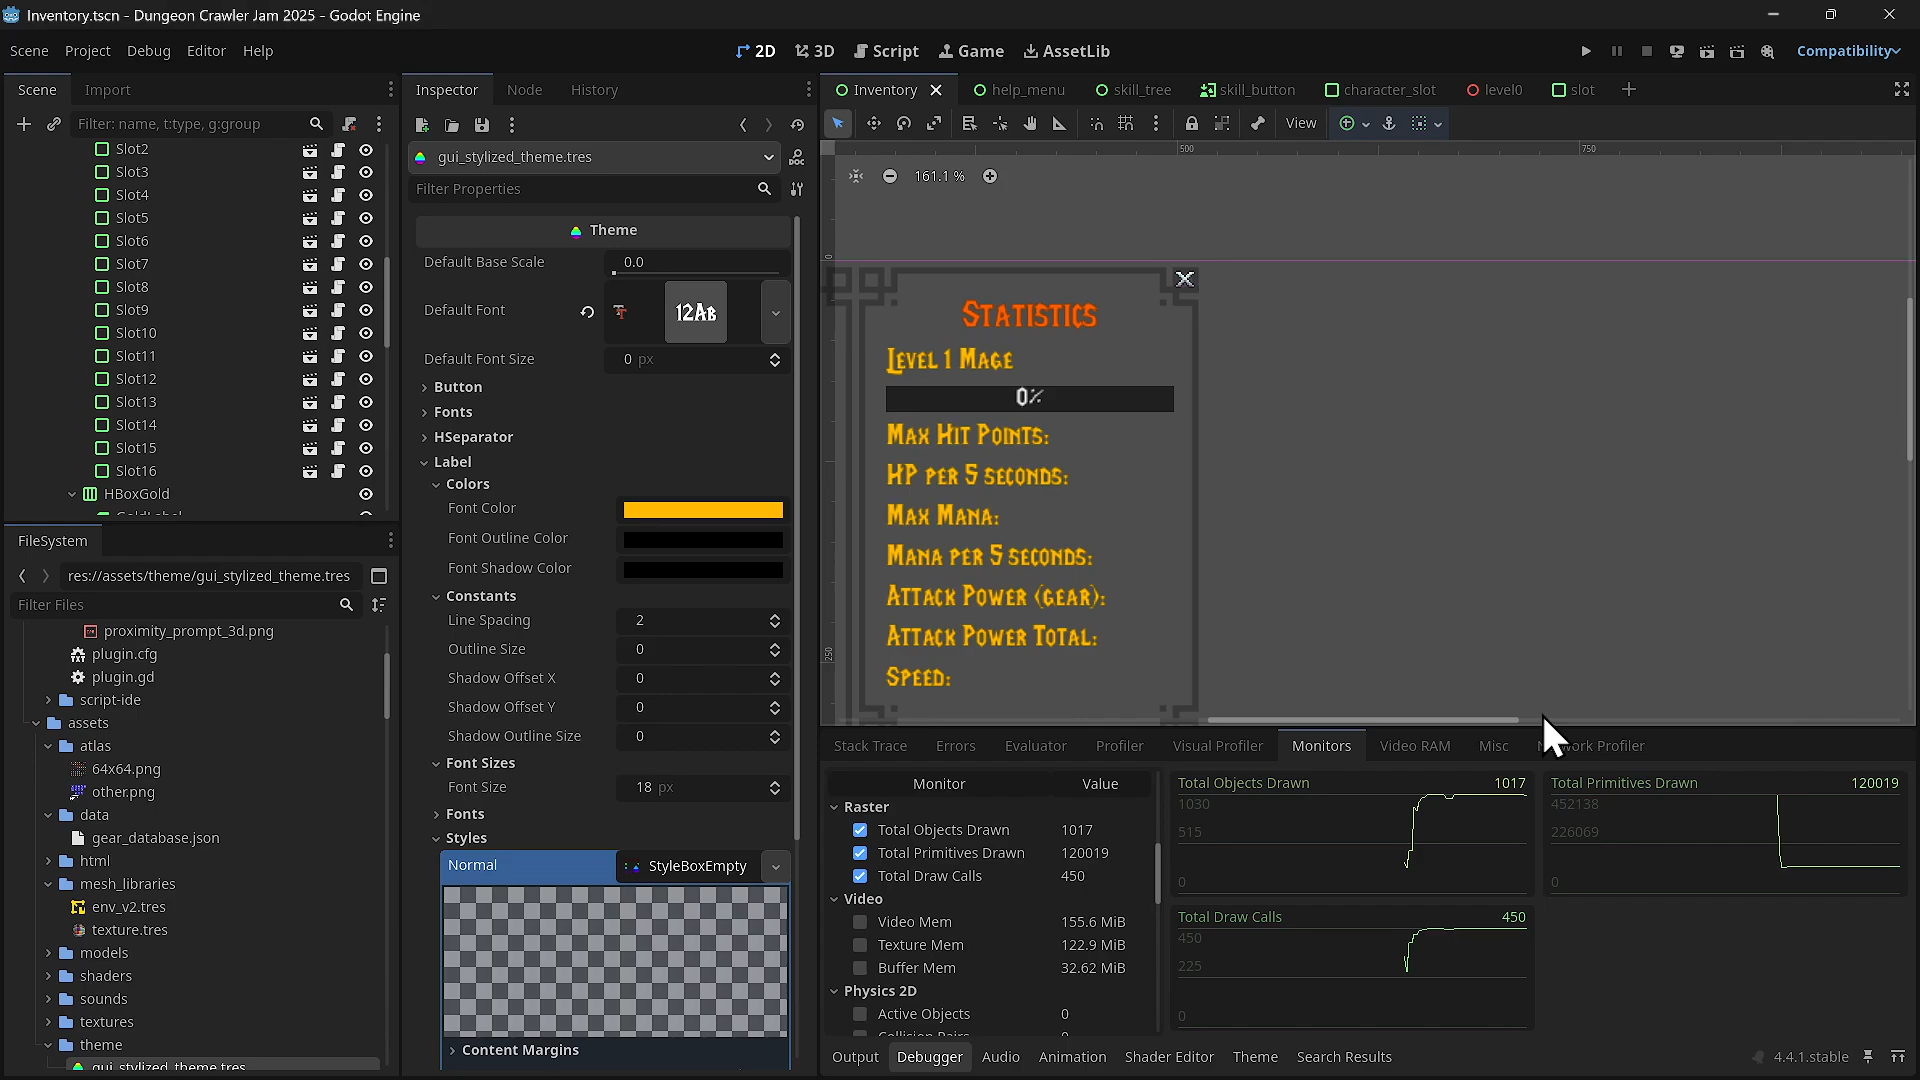 Inventory.tscn - Dungeon Crawler Jam 2025 - Godot Engine
Scene Project Debug Editor Help
2D 3D Script Game AssetLib
Compatibility
Scene Import
Filter: name, t:type, g:group
Slot2
Slot3
Slot4
Slot5
Slot6
Slot7
Slot8
Slot9
Slot10
Slot11
Slot12
Slot13
Slot14
Slot15
Slot16
HBoxGold
FileSystem
res://assets/theme/gui_stylized_theme.tres
Filter Files
proximity_prompt_3d.png
plugin.cfg
plugin.gd
script-ide
assets
atlas
64x64.png
other.png
data
gear_database.json
html
mesh_libraries
env_v2.tres
texture.tres
models
shaders
sounds
textures
theme
gui_stylized_theme.tres
Inspector Node History
gui_stylized_theme.tres
DOC
Filter Properties
Theme
Default Base Scale 0.0
Default Font 12Ab
Default Font Size 0 px
Button
Fonts
HSeparator
Label
Colors
Font Color
Font Outline Color
Font Shadow Color
Constants
Line Spacing 2
Outline Size 0
Shadow Offset X 0
Shadow Offset Y 0
Shadow Outline Size 0
Font Sizes
Font Size 18 px
Fonts
Styles
Normal StyleBoxEmpty
Content Margins
Inventory help_menu skill_tree skill_button character_slot level0 slot
View
500 750
161.1 %
0
250
Statistics
Level 1 Mage
0%
Max Hit Points:
HP per 5 seconds:
Max Mana:
Mana per 5 seconds:
Attack Power (gear):
Attack Power Total:
Speed:
Stack Trace Errors Evaluator Profiler Visual Profiler Monitors Video RAM Misc Network Profiler
Monitor Value
Raster
Total Objects Drawn 1017
Total Primitives Drawn 120019
Total Draw Calls 450
Video
Video Mem 155.6 MiB
Texture Mem 122.9 MiB
Buffer Mem 32.62 MiB
Physics 2D
Active Objects 0
Total Objects Drawn 1017
1030
515
0
Total Primitives Drawn 120019
452138
226069
0
Total Draw Calls 450
450
225
0
Output Debugger Audio Animation Shader Editor Theme Search Results
4.4.1.stable